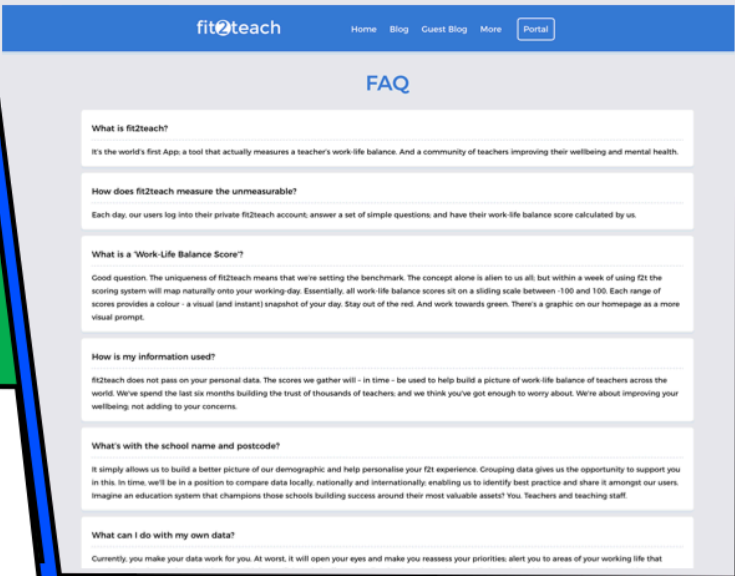 fit2teach
Home Blog Guest Blog More Portal
FAQ
What is fit2teach?
It's the world's first App; a tool that actually measures a teacher's work-life balance. And a community of teachers improving their wellbeing and mental health.
How does fit2teach measure the unmeasurable?
Each day, our users log into their private fit2teach account; answer a set of simple questions; and have their work-life balance score calculated by us.
What is a 'Work-Life Balance Score'?
Good question. The uniqueness of fit2teach means that we're setting the benchmark. The concept alone is alien to us all; but within a week of using f2t the
scoring system will map naturally onto your working-day. Essentially, all work-life balance scores sit on a sliding scale between -100 and 100. Each range of
scores provides a colour - a visual (and instant) snapshot of your day. Stay out of the red. And work towards green. There's a graphic on our homepage as a more
visual prompt.
How is my information used?
fit2teach does not pass on your personal data. The scores we gather will – in time – be used to help build a picture of work-life balance of teachers across the
world. We've spend the last six months building the trust of thousands of teachers; and we think you've got enough to worry about. We're about improving your
wellbeing; not adding to your concerns.
What's with the school name and postcode?
It simply allows us to build a better picture of our demographic and help personalise your f2t experience. Grouping data gives us the opportunity to support you
in this. In time, we'll be in a position to compare data locally, nationally and internationally; enabling us to identify best practice and share it amongst our users.
Imagine an education system that champions those schools building success around their most valuable assets? You. Teachers and teaching staff.
What can I do with my own data?
Currently, you make your data work for you. At worst, it will open your eyes and make you reassess your priorities; alert you to areas of your working life that